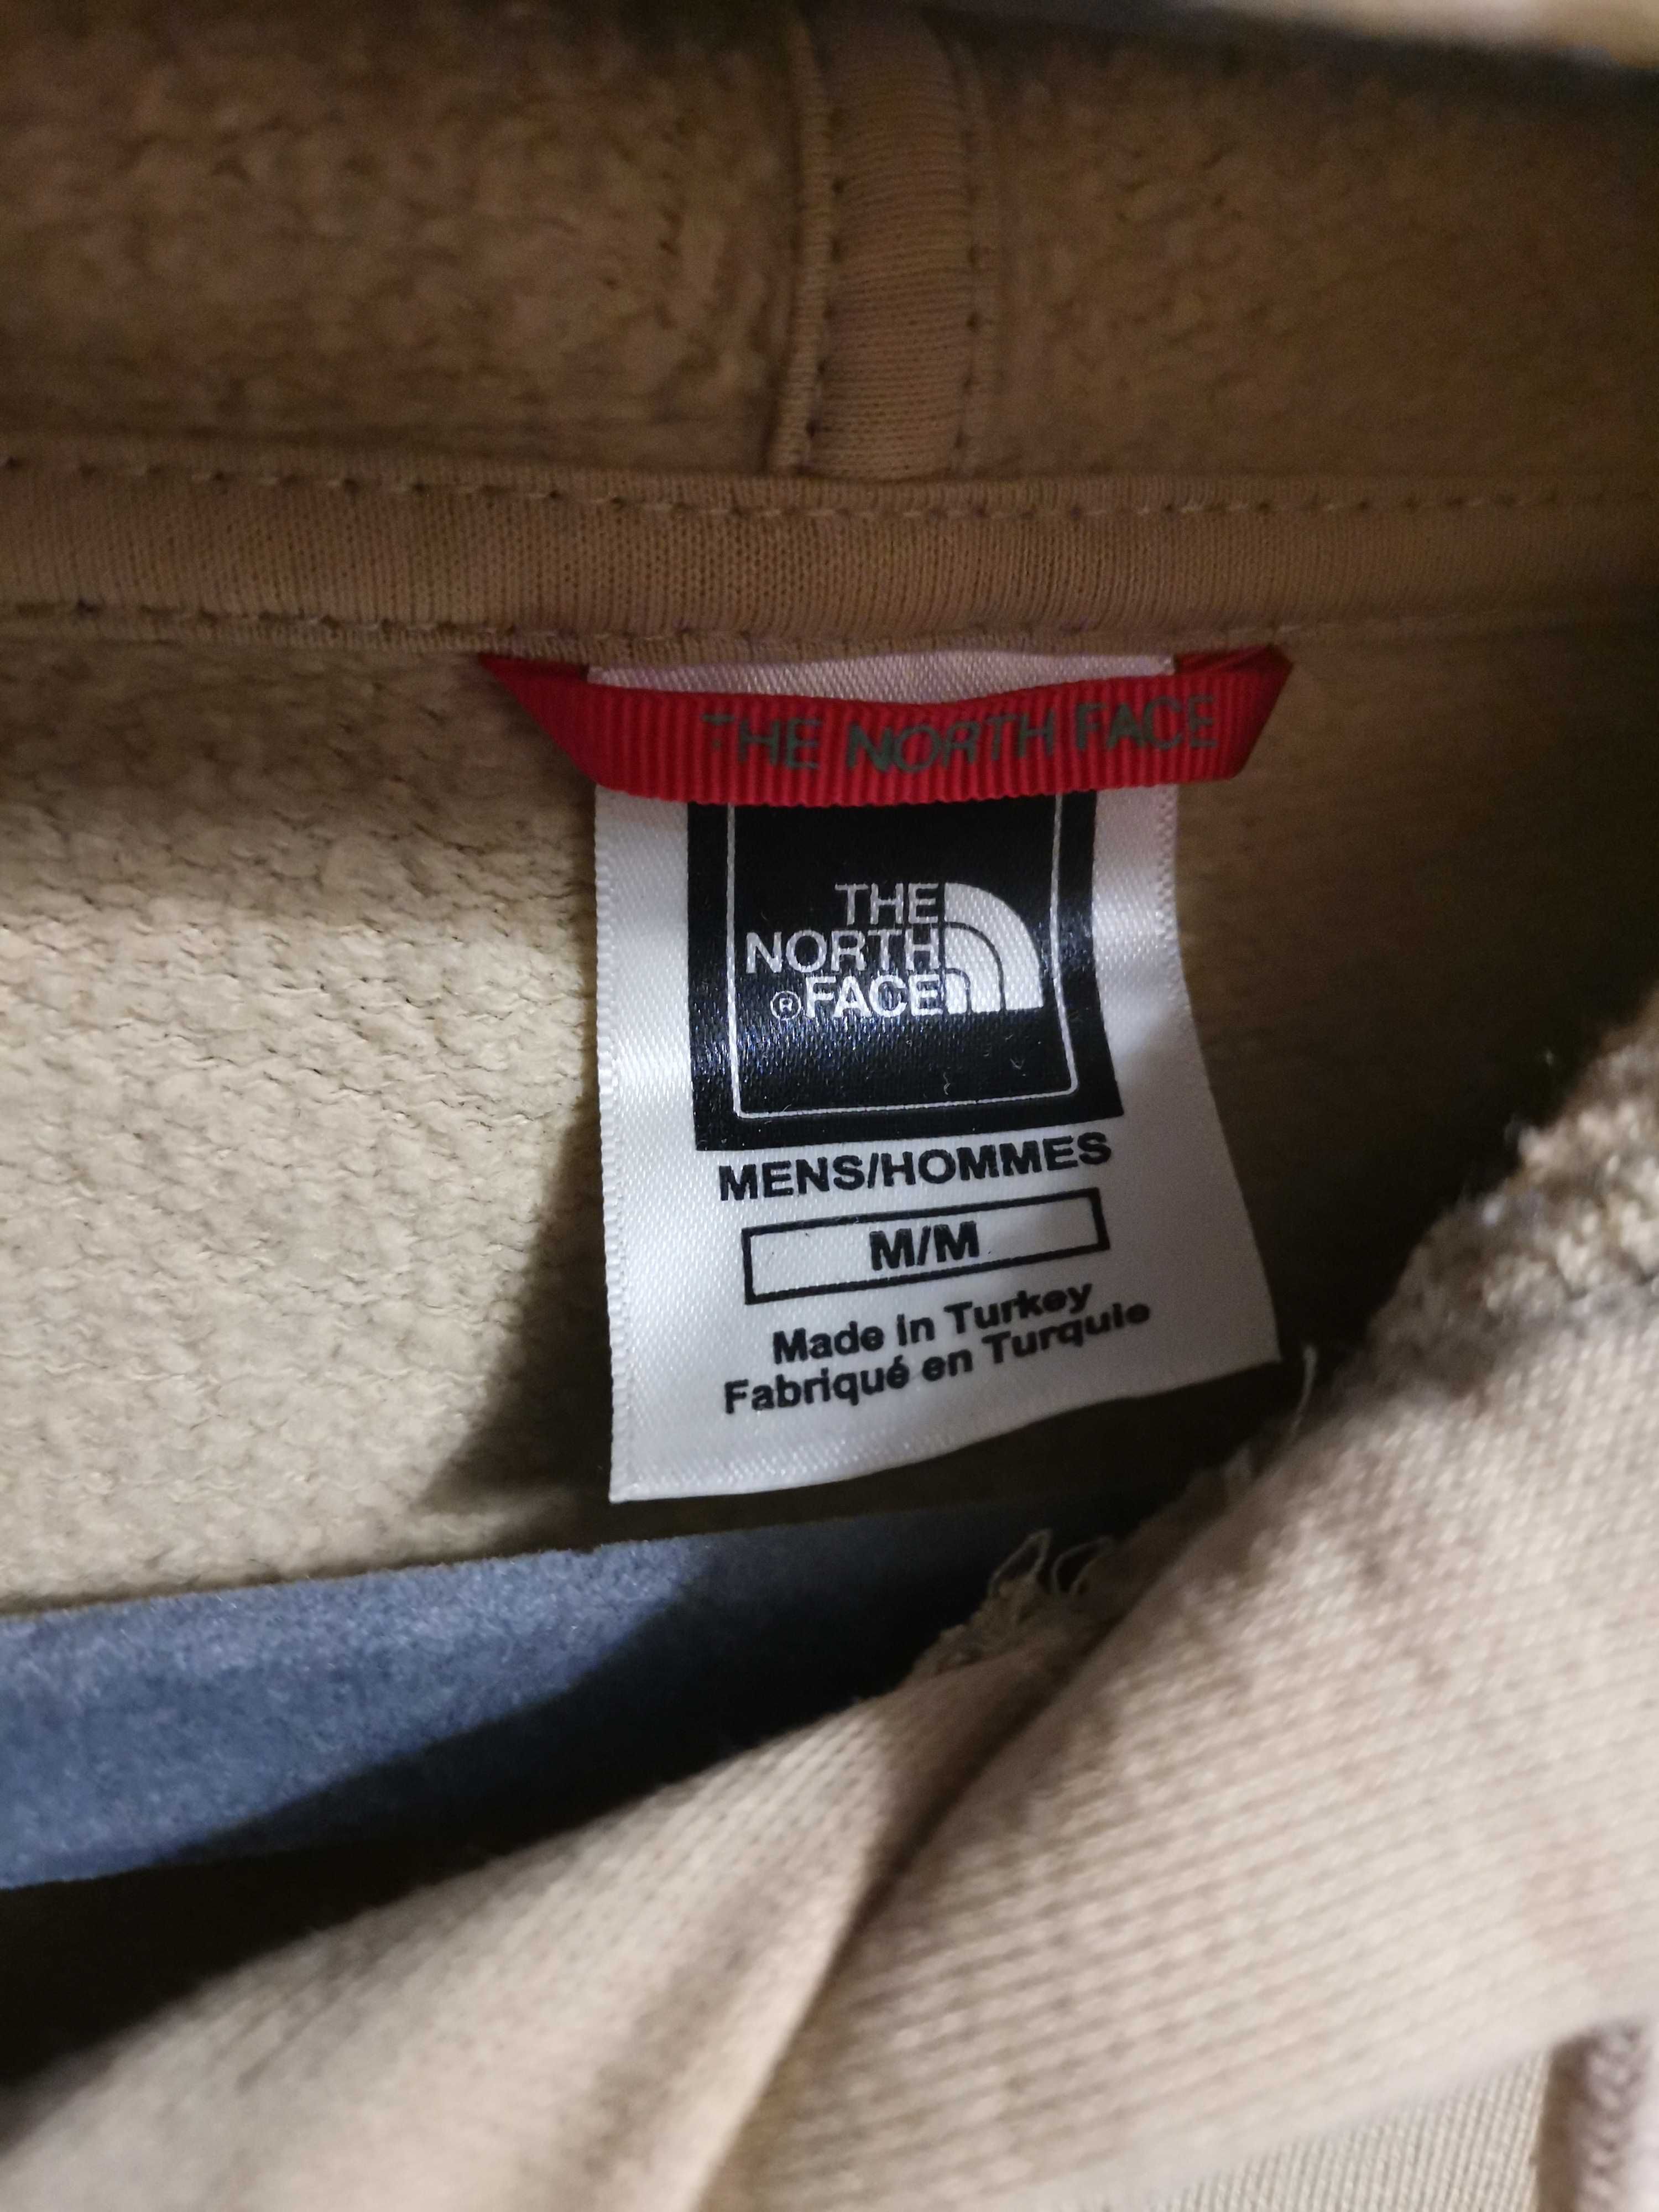 THE NORTH FACE
THE
NORTH
®FACE
MENS/HOMMES
M/M
Made in Turkey
Fabriqué en Turquie